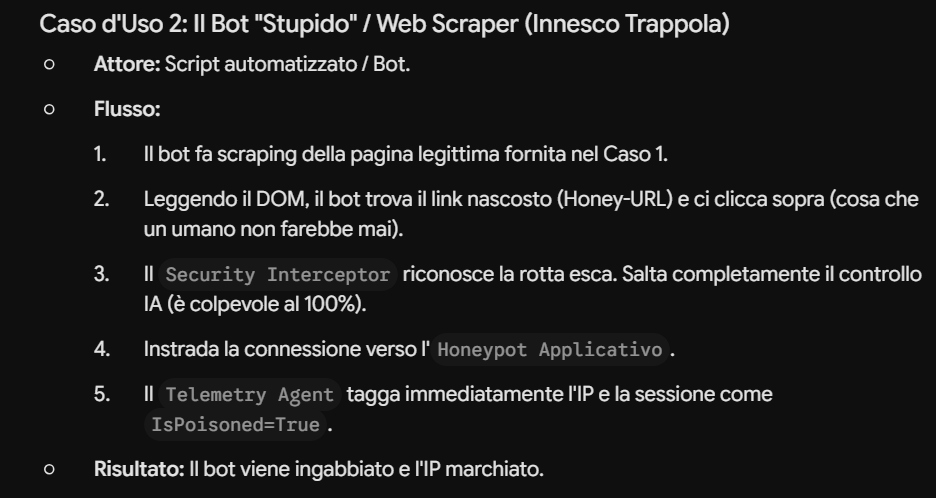 Caso d'Uso 2: Il Bot "Stupido" / Web Scraper (Innesco Trappola)
○ Attore: Script automatizzato / Bot.
○ Flusso:
1. Il bot fa scraping della pagina legittima fornita nel Caso 1.
2. Leggendo il DOM, il bot trova il link nascosto (Honey-URL) e ci clicca sopra (cosa che
un umano non farebbe mai).
3. Il Security Interceptor riconosce la rotta esca. Salta completamente il controllo
IA (è colpevole al 100%).
4. Instrada la connessione verso l' Honeypot Applicativo .
5. Il Telemetry Agent tagga immediatamente l'IP e la sessione come
IsPoisoned=True .
○ Risultato: Il bot viene ingabbiato e l'IP marchiato.